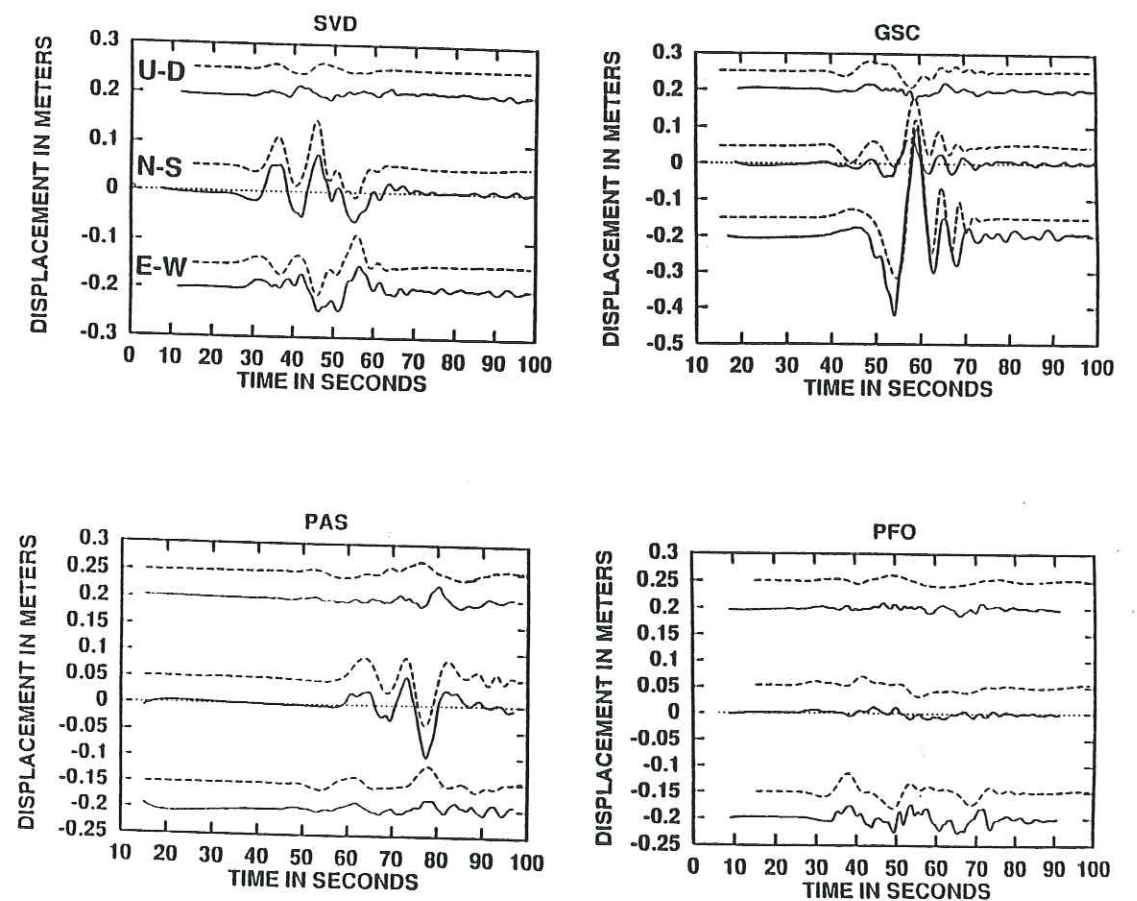 SVD
DISPLACEMENT IN METERS
0.3
0.2
0.1
0
-0.1
-0.2
-0.3
U-D
N-S
E-W
0 10 20 30 40 50 60 70 80 90 100
TIME IN SECONDS
GSC
DISPLACEMENT IN METERS
0.3
0.2
0.1
0
-0.1
-0.2
-0.3
-0.4
-0.5
10 20 30 40 50 60 70 80 90 100
TIME IN SECONDS
PAS
DISPLACEMENT IN METERS
0.3
0.25
0.2
0.15
0.1
0.05
0
-0.05
-0.1
-0.15
-0.2
-0.25
10 20 30 40 50 60 70 80 90 100
TIME IN SECONDS
PFO
DISPLACEMENT IN METERS
0.3
0.25
0.2
0.15
0.1
0.05
0
-0.05
-0.1
-0.15
-0.2
-0.25
0 10 20 30 40 50 60 70 80 90 100
TIME IN SECONDS